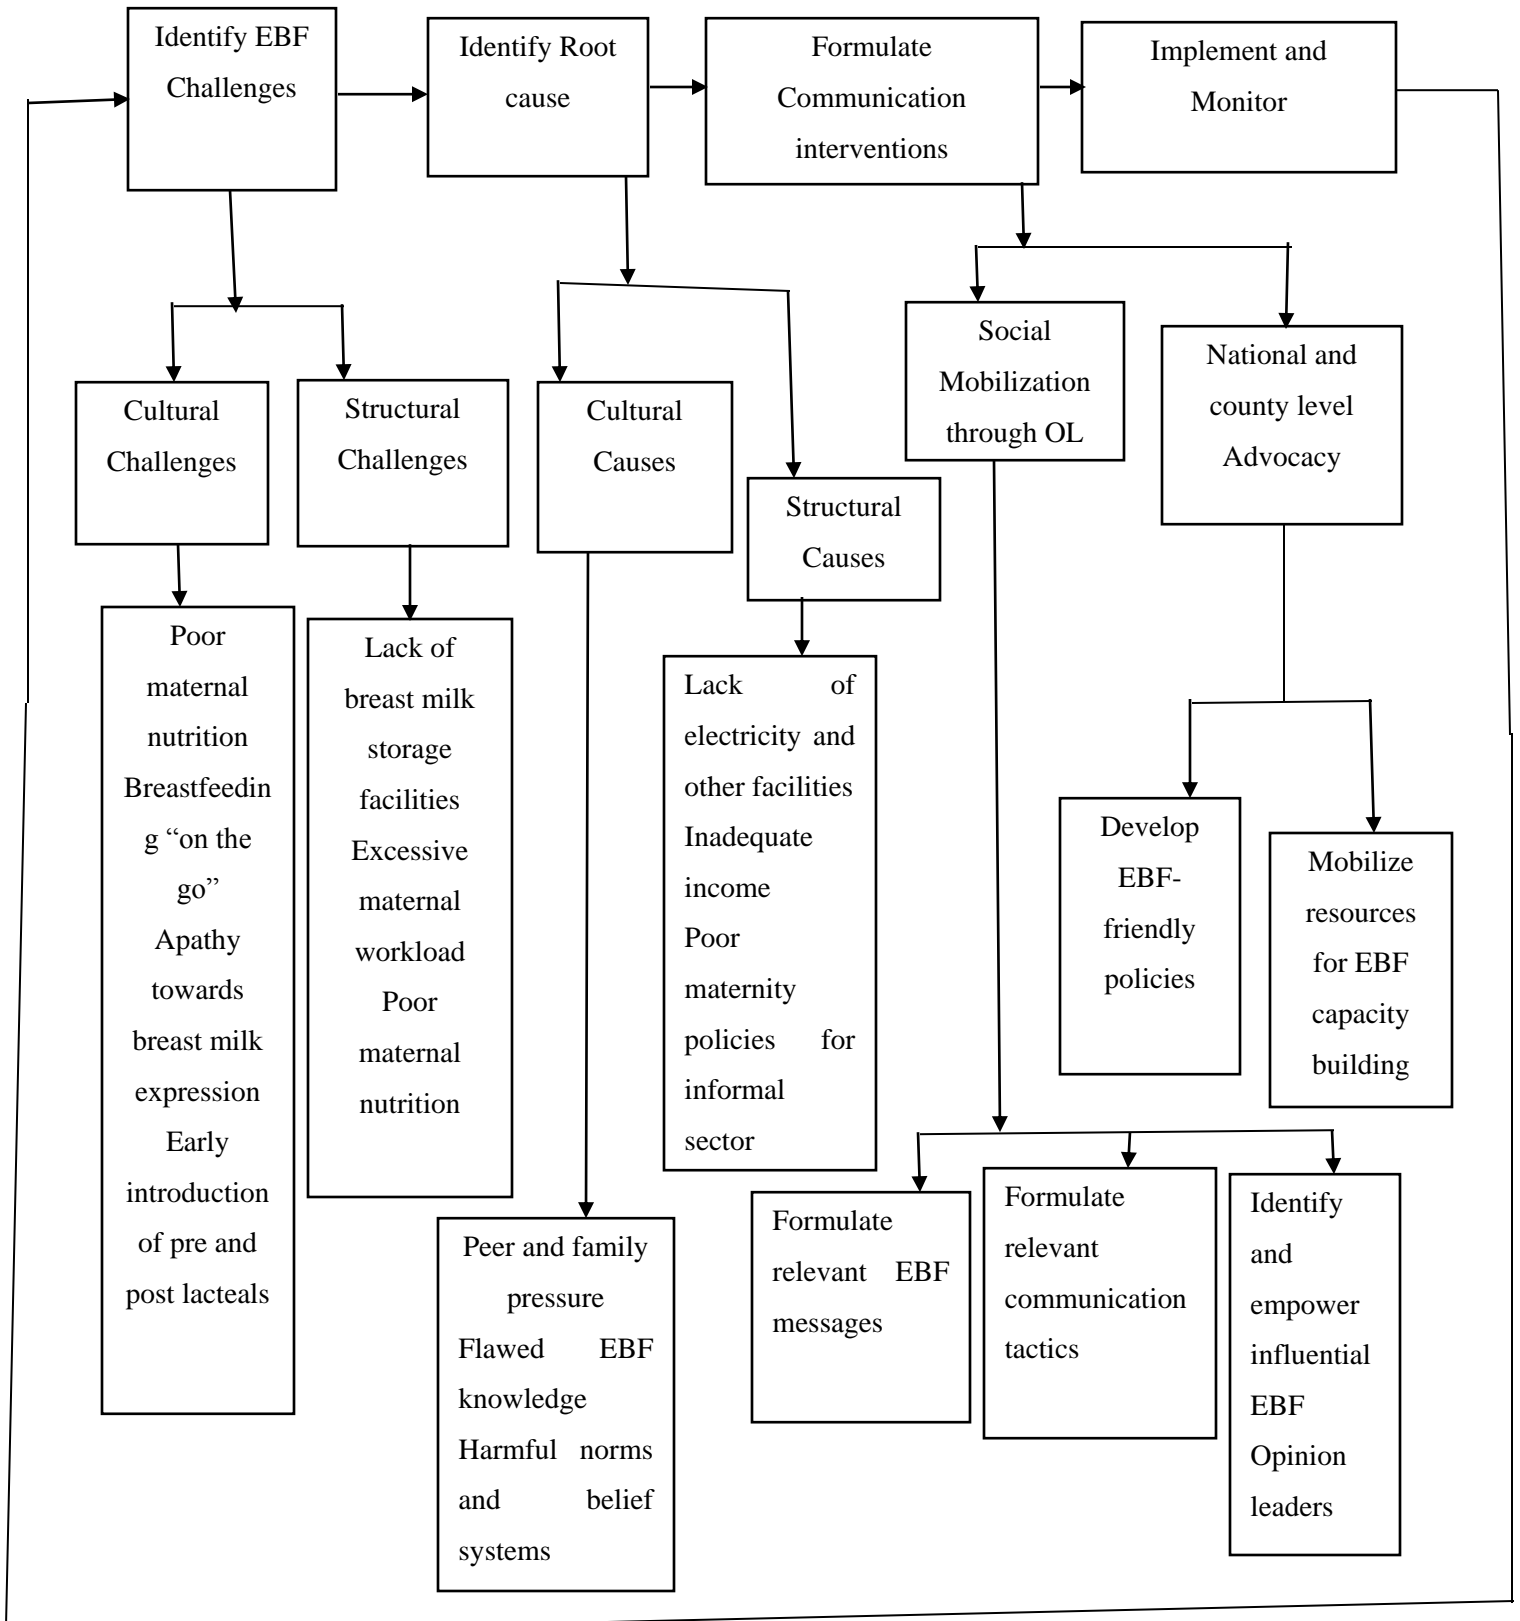 Identify EBF
Challenges
Identify Root
cause
Formulate
Communication
interventions
Implement and
Monitor
Cultural
Challenges
Structural
Challenges
Cultural
Causes
Structural
Causes
Social
Mobilization
through OL
National and
county level
Advocacy
Poor
maternal
nutrition
Breastfeedin
g “on the
go”
Apathy
towards
breast milk
expression
Early
introduction
of pre and
post lacteals
Lack of
breast milk
storage
facilities
Excessive
maternal
workload
Poor
maternal
nutrition
Peer and family
pressure
Flawed EBF
knowledge
Harmful norms
and belief
systems
Lack of
electricity and
other facilities
Inadequate
income
Poor
maternity
policies for
informal
sector
Develop
EBF-
friendly
policies
Mobilize
resources
for EBF
capacity
building
Formulate
relevant EBF
messages
Formulate
relevant
communication
tactics
Identify
and
empower
influential
EBF
Opinion
leaders